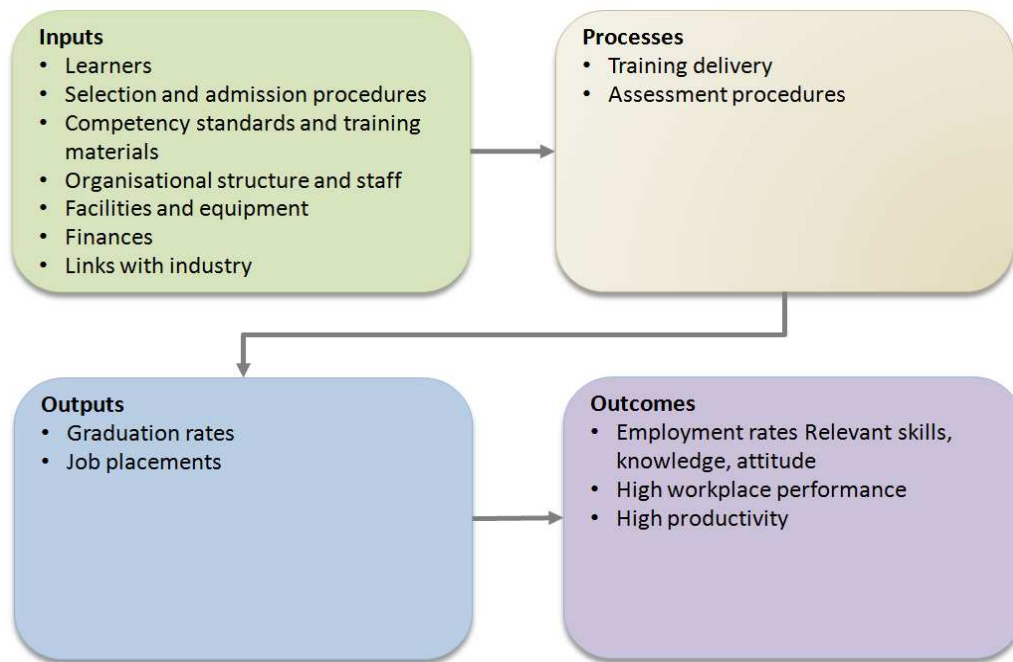 Inputs
• Learners
• Selection and admission procedures
• Competency standards and training
materials
• Organisational structure and staff
• Facilities and equipment
• Finances
• Links with industry
Processes
• Training delivery
• Assessment procedures
Outputs
• Graduation rates
• Job placements
Outcomes
• Employment rates Relevant skills,
knowledge, attitude
• High workplace performance
• High productivity